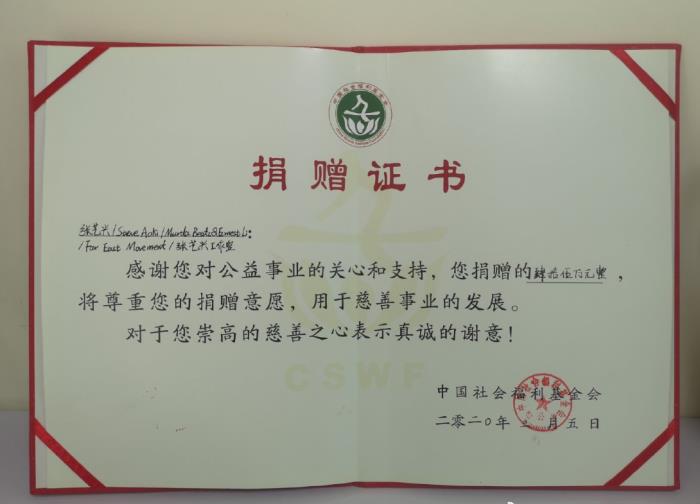 捐赠证书
张艺兴/Steve Aoki/Murda Beatz&Ernest Li:
/Far East Movement/张艺兴工作室
感谢您对公益事业的关心和支持，您捐赠的肆拾伍万元整，
将尊重您的捐赠意愿，用于慈善事业的发展。
对于您崇高的慈善之心表示真诚的谢意！
CSWF
中国社会福利基金会
二零二0年三月五日